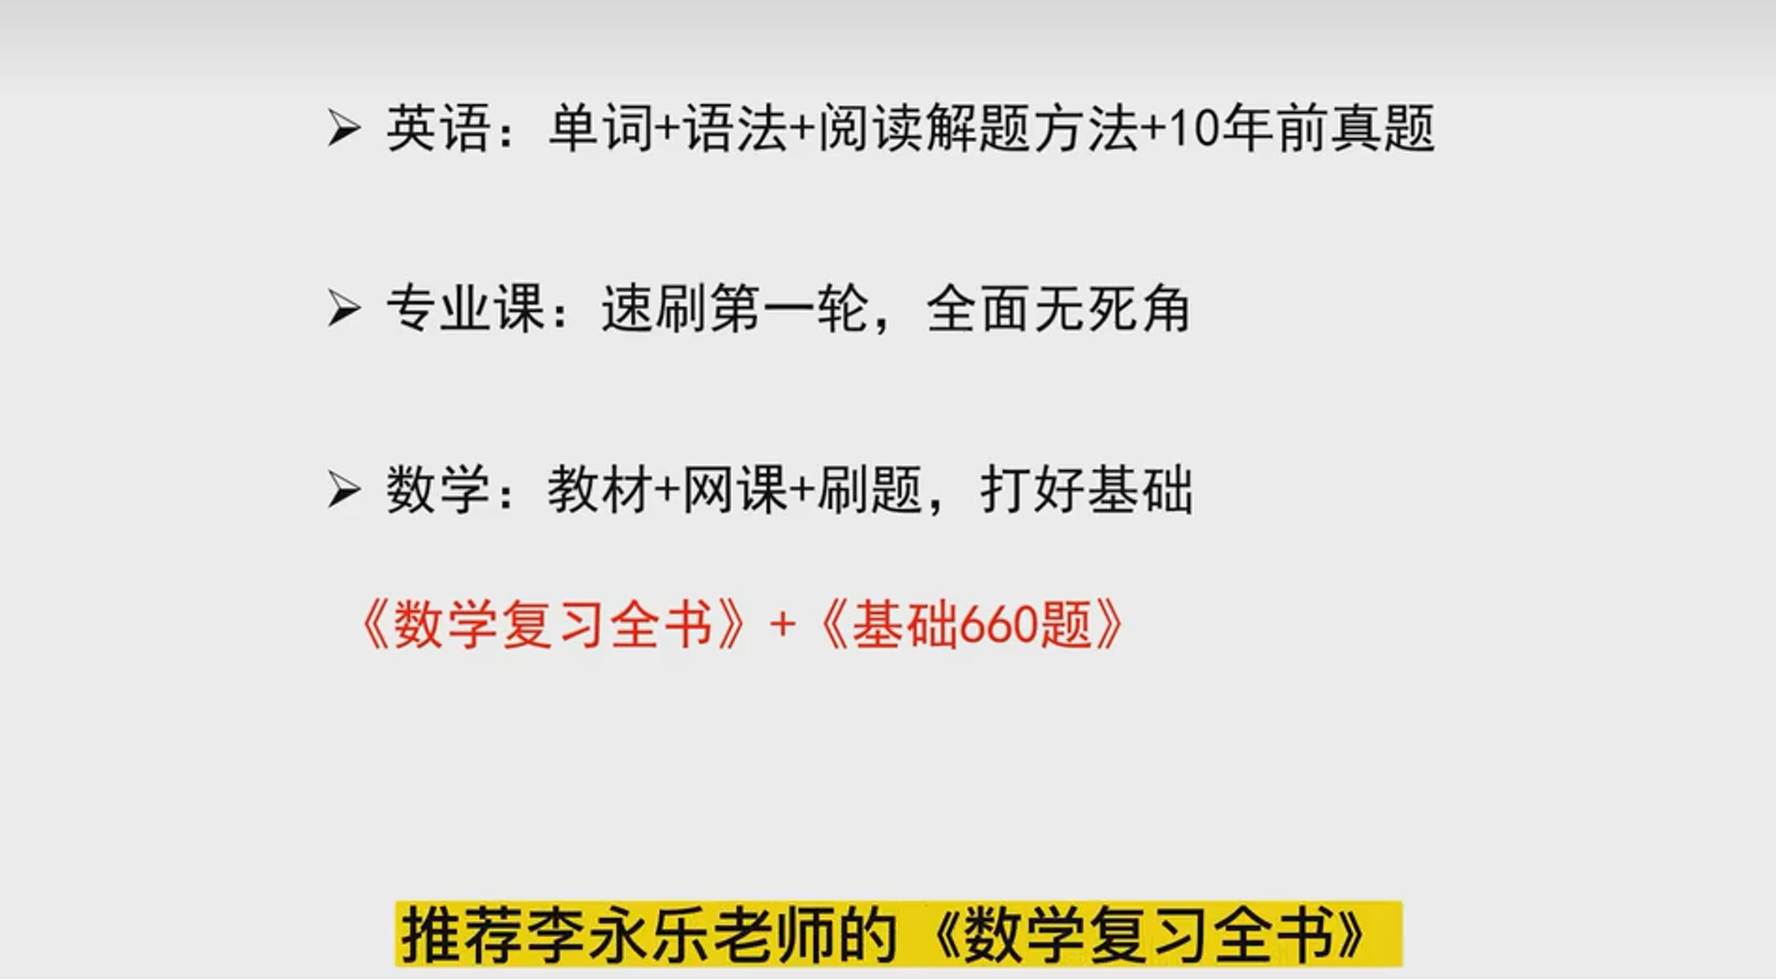 ➢ 英语：单词+语法+阅读解题方法+10年前真题
➢ 专业课：速刷第一轮，全面无死角
➢ 数学：教材+网课+刷题，打好基础
《数学复习全书》+《基础660题》
推荐李永乐老师的《数学复习全书》